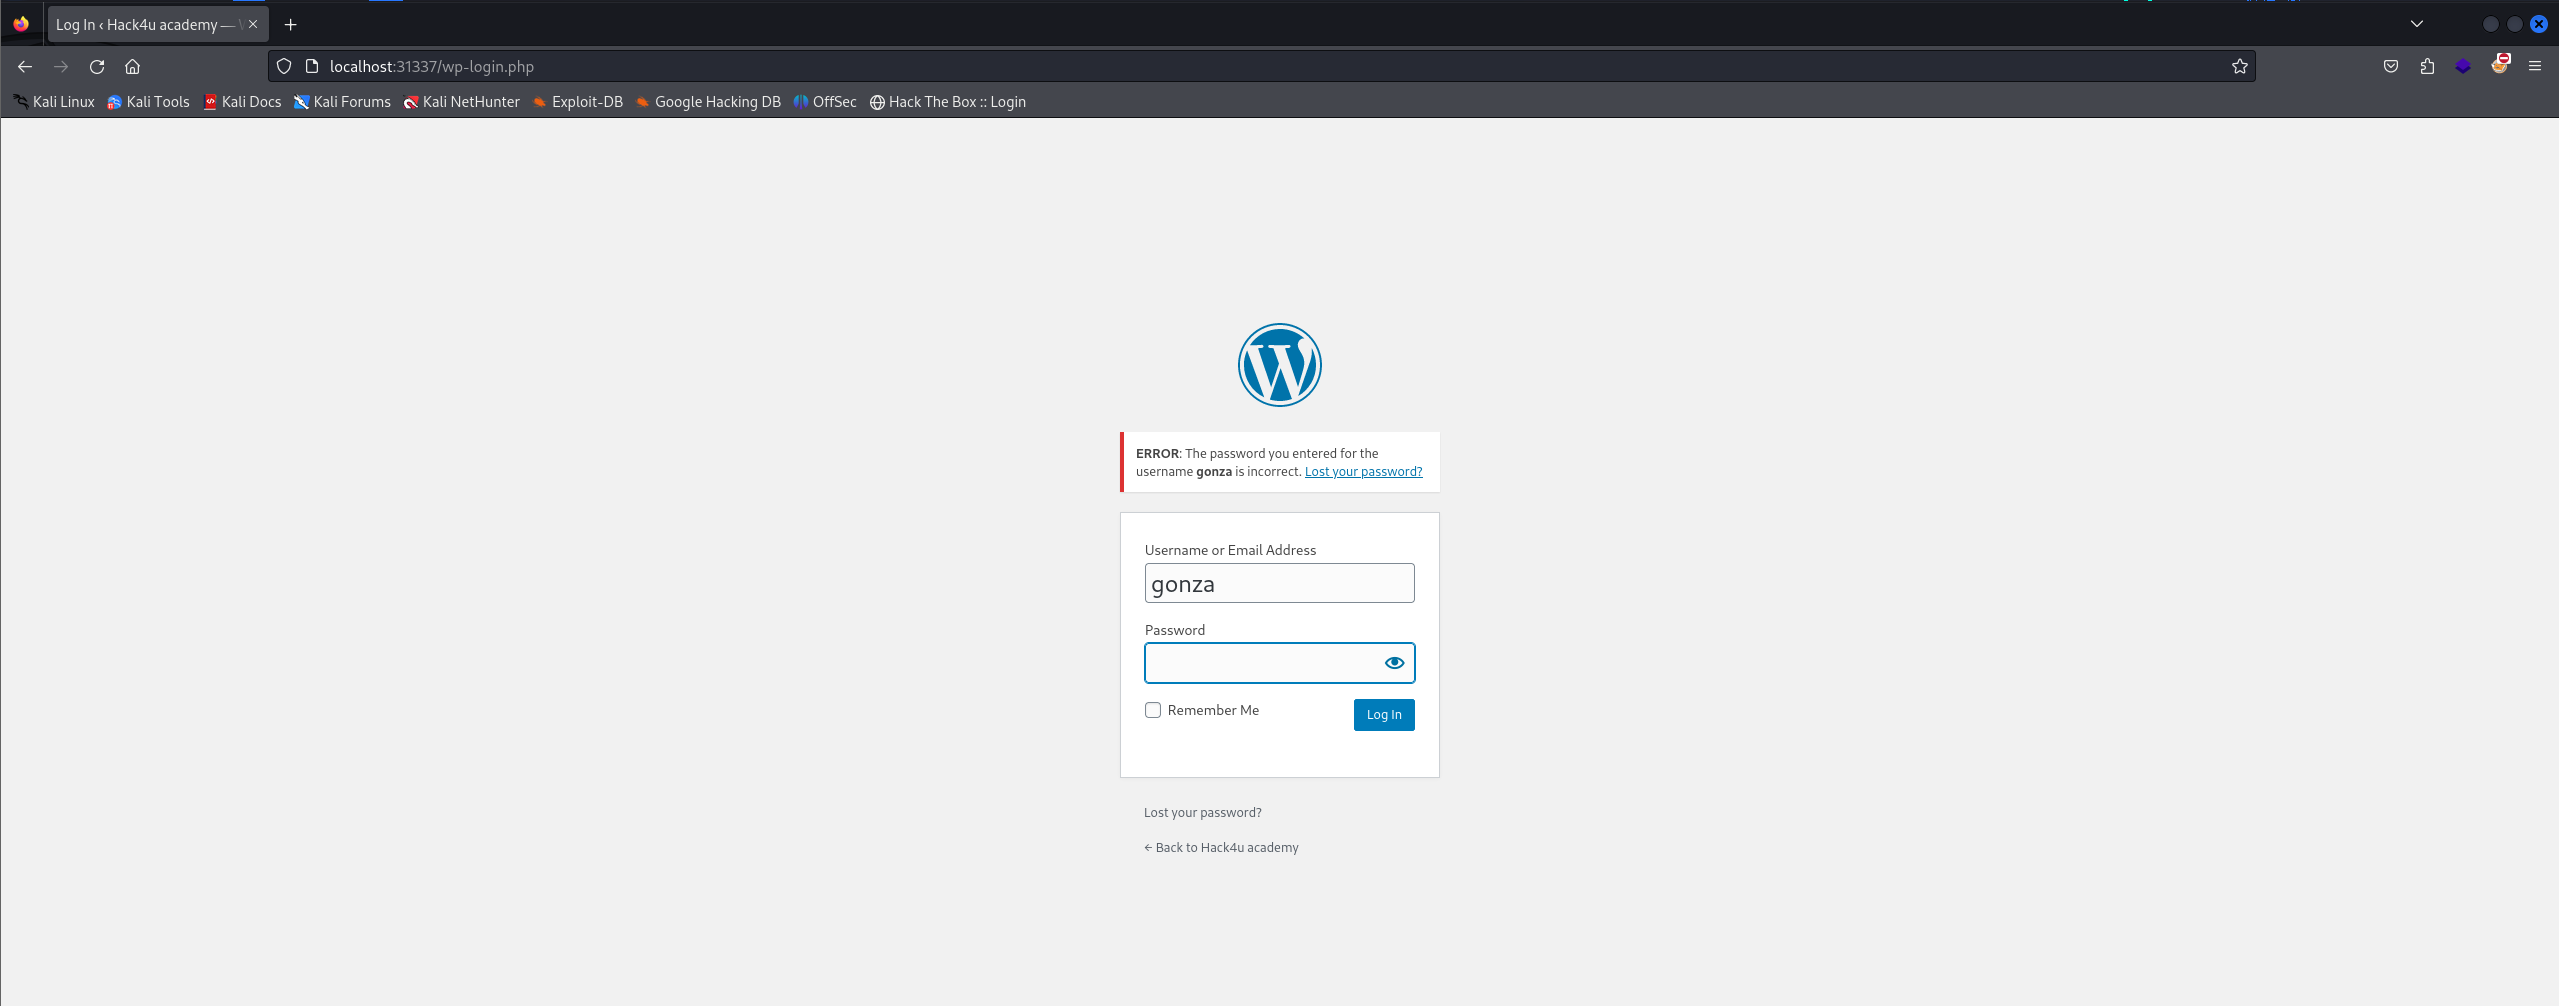 Log In ‹ Hack4u academy —
localhost:31337/wp-login.php
Kali Linux Kali Tools Kali Docs Kali Forums Kali NetHunter Exploit-DB Google Hacking DB OffSec Hack The Box :: Login
ERROR: The password you entered for the
username gonza is incorrect. Lost your password?
Username or Email Address
gonza
Password
Remember Me
Log In
Lost your password?
← Back to Hack4u academy